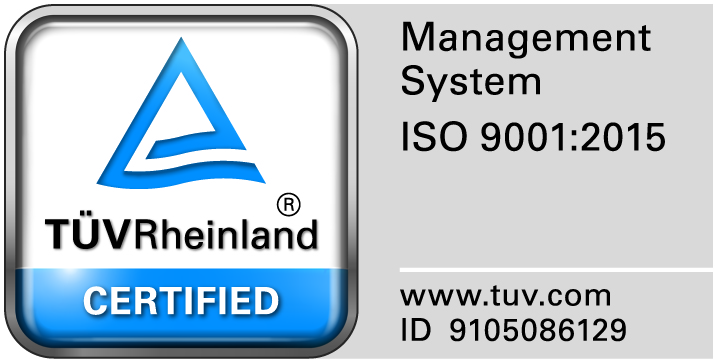 TÜVRheinland®
CERTIFIED
Management
System
ISO 9001:2015
www.tuv.com
ID 9105086129